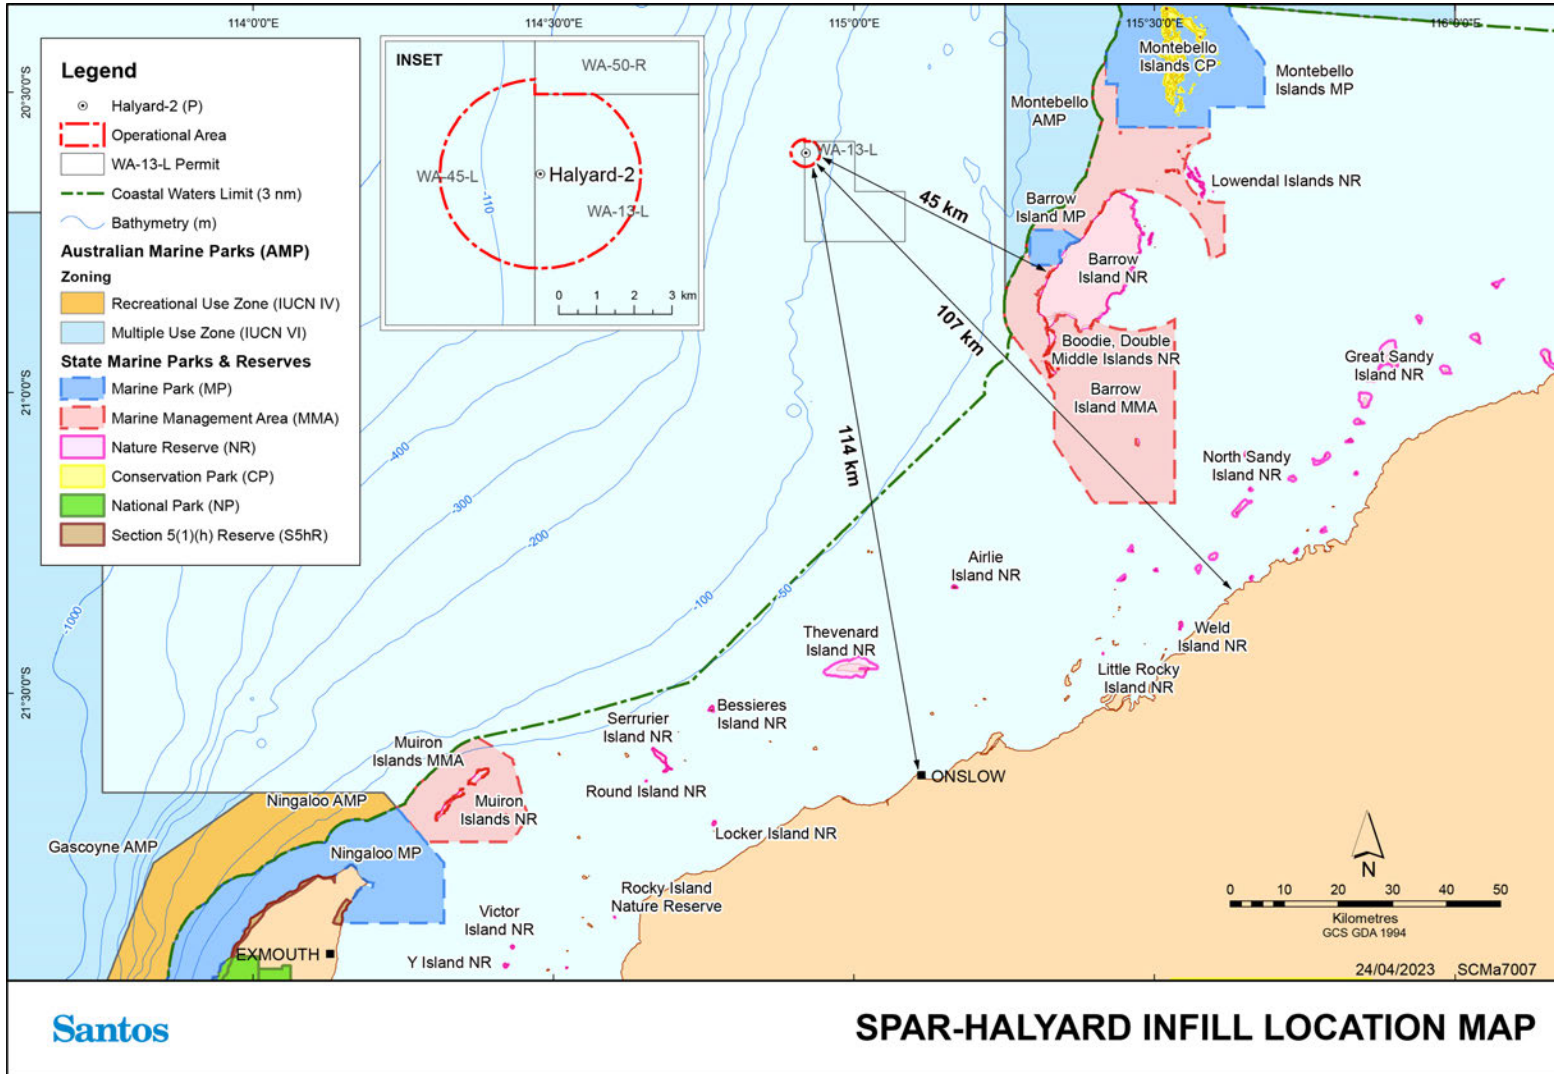 114°0'0"E
114°30'0"E
115°0'0"E
115°30'0"E
116°0'0"E
20°30'0"S
21°0'0"S
21°30'0"S
Legend
Halyard-2 (P)
Operational Area
WA-13-L Permit
Coastal Waters Limit (3 nm)
Bathymetry (m)
Australian Marine Parks (AMP)
Zoning
Recreational Use Zone (IUCN IV)
Multiple Use Zone (IUCN VI)
State Marine Parks & Reserves
Marine Park (MP)
Marine Management Area (MMA)
Nature Reserve (NR)
Conservation Park (CP)
National Park (NP)
Section 5(1)(h) Reserve (S5hR)
INSET
WA-50-R
WA-45-L
-110
Halyard-2
WA-13-L
0 1 2 3 km
Montebello
Islands CP
Montebello
Islands MP
Montebello
AMP
WA-13-L
Lowendal Islands NR
45 km
Barrow
Island MP
Barrow
Island NR
107 km
Boodie, Double
Middle Islands NR
Great Sandy
Island NR
Barrow
Island MMA
114 km
-400
North Sandy
Island NR
-300
-200
Airlie
Island NR
-1000
-100
-50
Thevenard
Island NR
Weld
Island NR
Little Rocky
Island NR
Bessieres
Island NR
Serrurier
Island NR
Muiron
Islands MMA
ONSLOW
Round Island NR
Ningaloo AMP
Muiron
Islands NR
Locker Island NR
Gascoyne AMP
Ningaloo MP
N
Rocky Island
Nature Reserve
0 10 20 30 40 50
Kilometres
GCS GDA 1994
Victor
Island NR
EXMOUTH
Y Island NR
24/04/2023 SCMa7007
Santos
SPAR-HALYARD INFILL LOCATION MAP